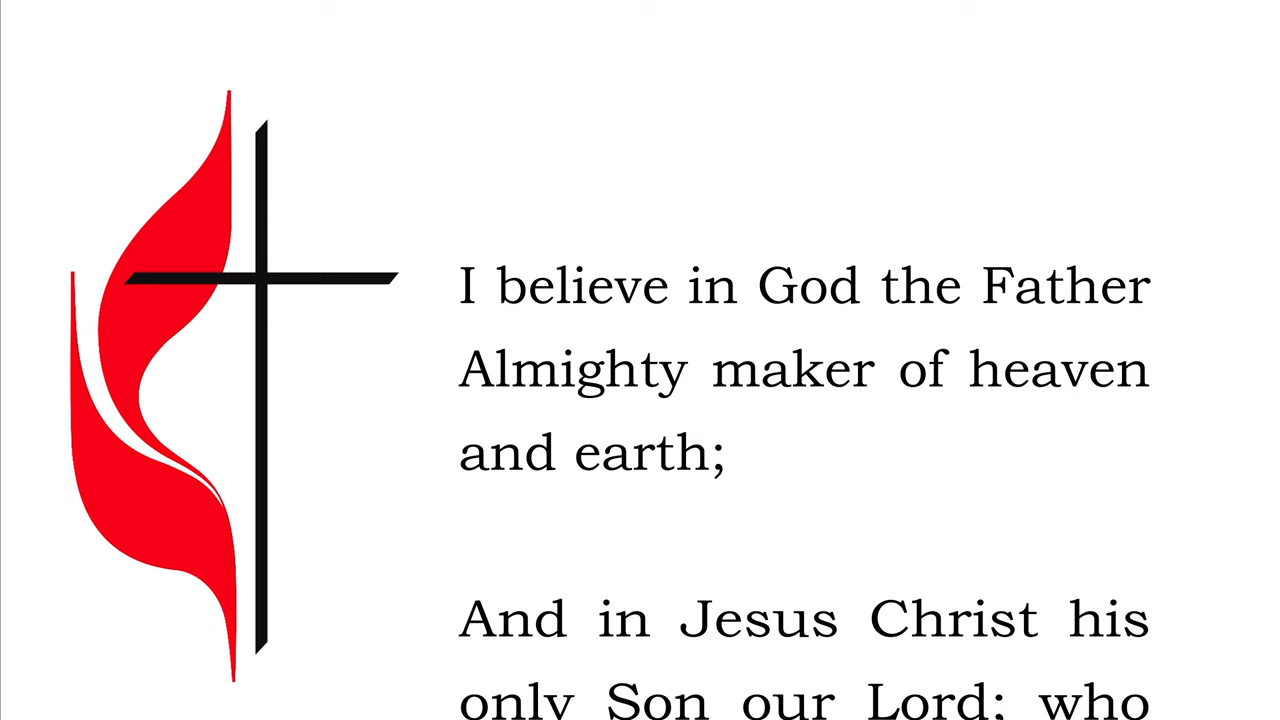 I believe in God the Father
Almighty maker of heaven
and earth;
And in Jesus Christ his
only Son our Lord; who